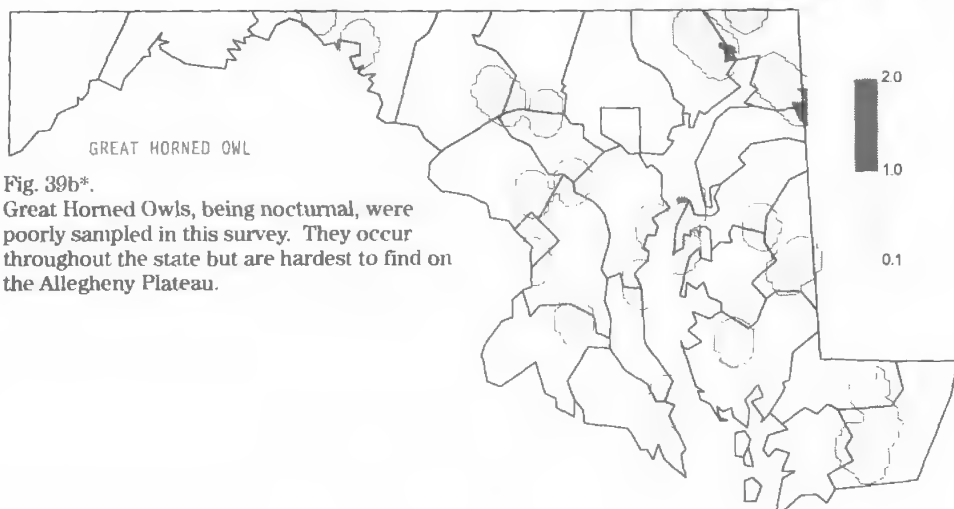 GREAT HORNED OWL
Fig. 39b*.
Great Horned Owls, being nocturnal, were
poorly sampled in this survey. They occur
throughout the state but are hardest to find on
the Allegheny Plateau.
2.0
1.0
0.1